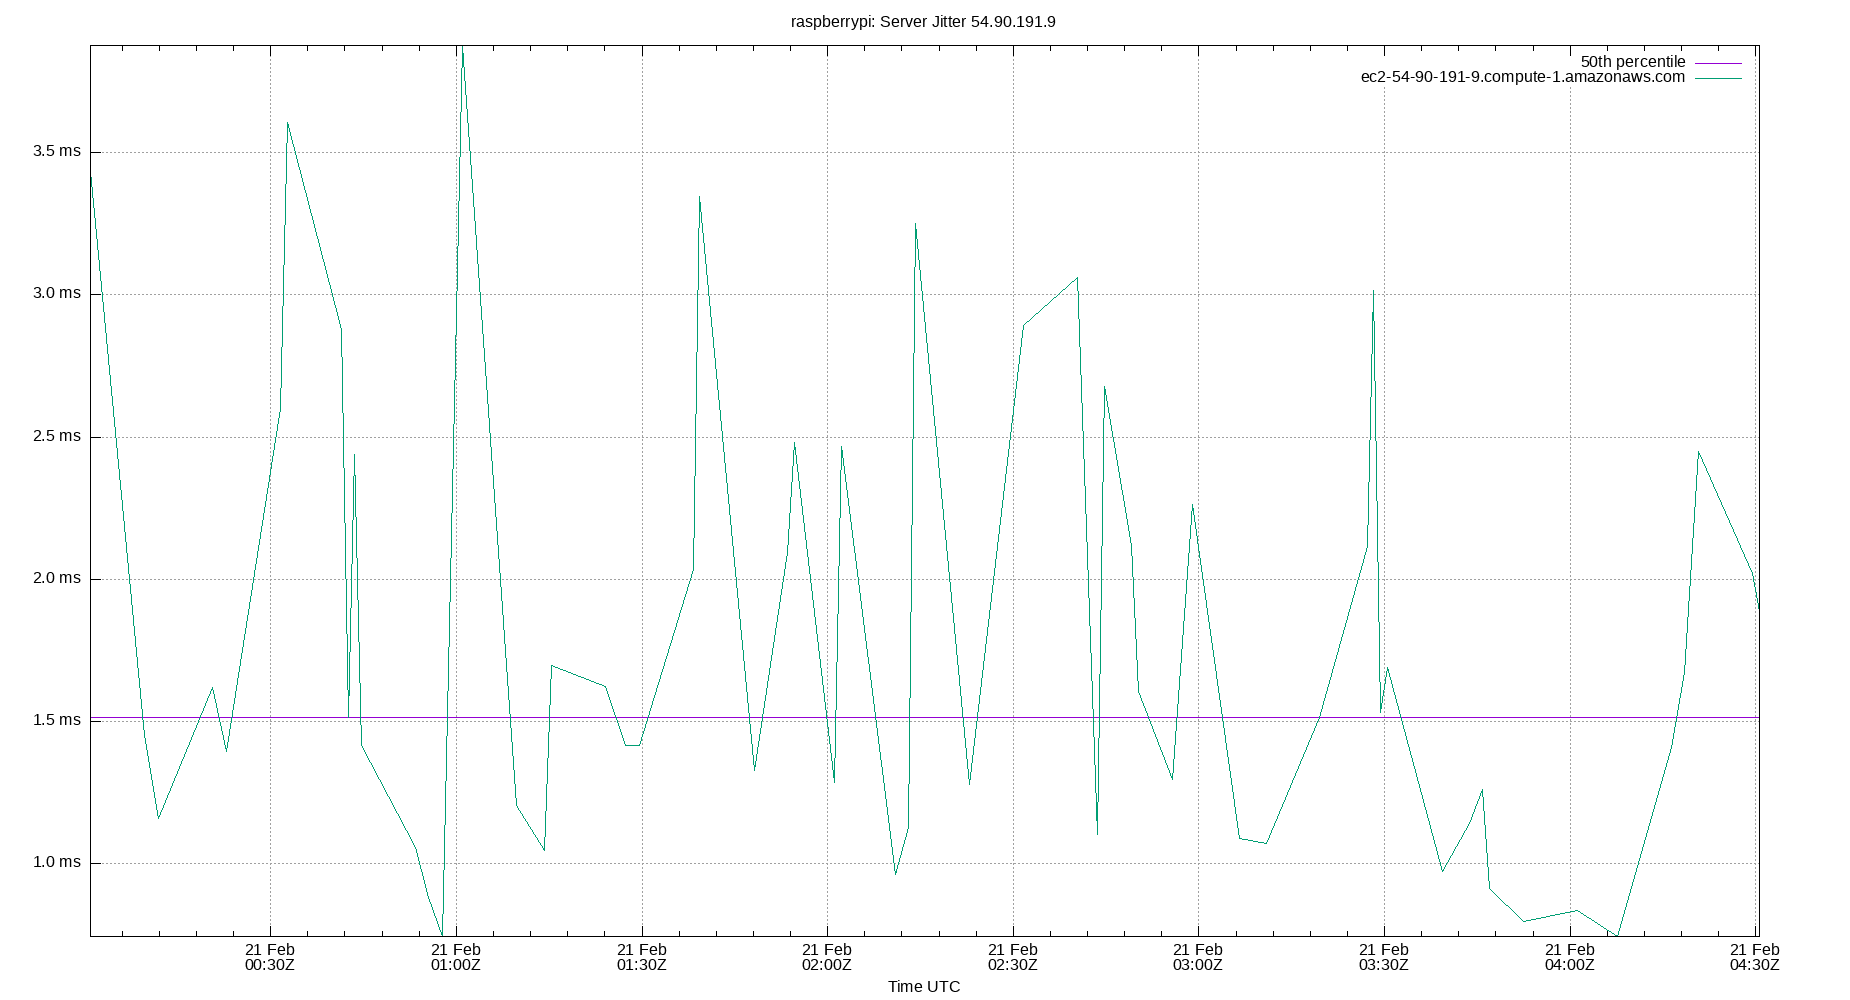 raspberrypi: Server Jitter 54.90.191.9
50th percentile
ec2-54-90-191-9.compute-1.amazonaws.com
3.5 ms
3.0 ms
2.5 ms
2.0 ms
1.5 ms
1.0 ms
21 Feb 21 Feb 21 Feb 21 Feb 21 Feb 21 Feb 21 Feb 21 Feb 21 Feb
00:30Z 01:00Z 01:30Z 02:00Z 02:30Z 03:00Z 03:30Z 04:00Z 04:30Z
Time UTC